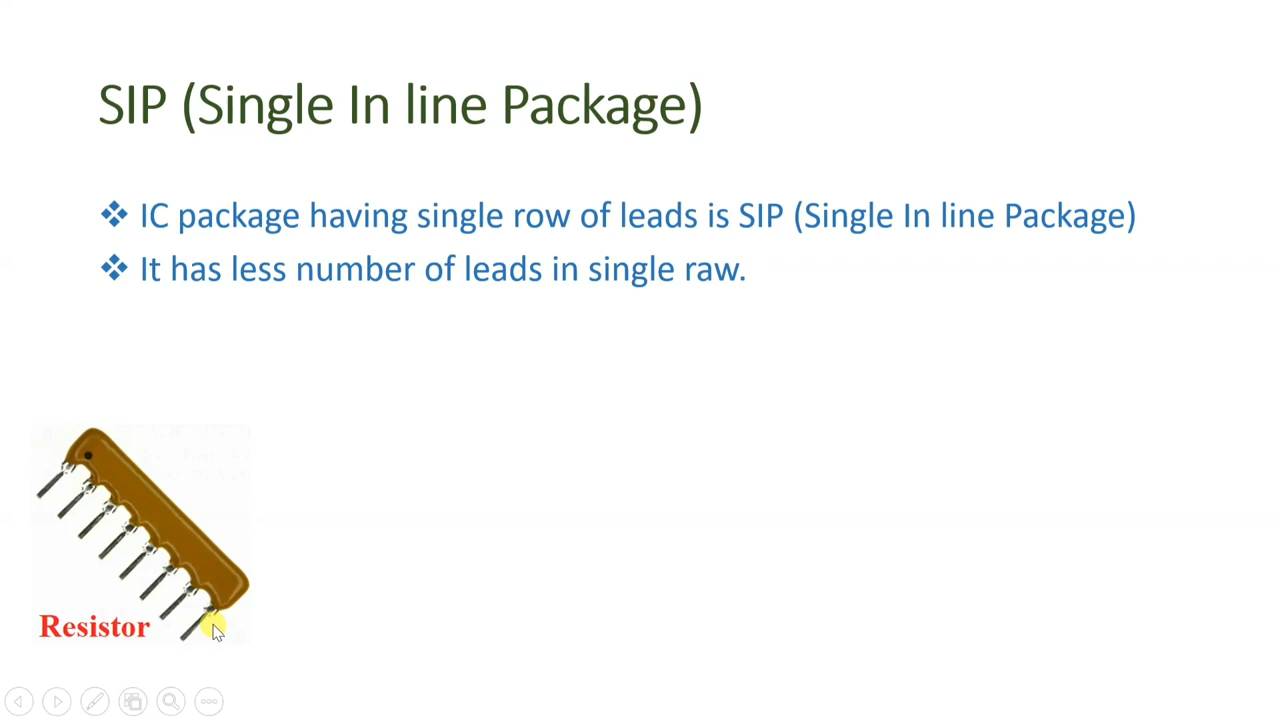 SIP (Single In line Package)
❖ IC package having single row of leads is SIP (Single In line Package)
❖ It has less number of leads in single raw.
Resistor